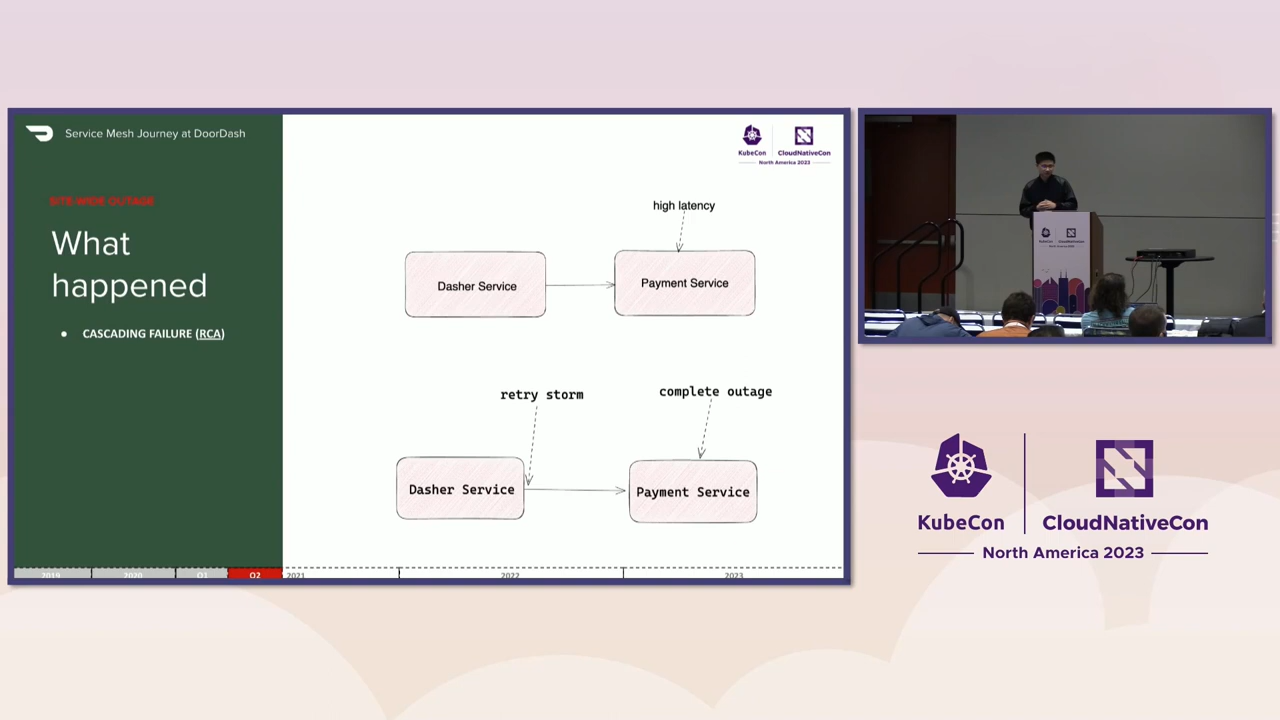 Service Mesh Journey at DoorDash
KubeCon
CloudNativeCon
North America 2023
SITE-WIDE OUTAGE
What
happened
● CASCADING FAILURE (RCA)
high latency
Dasher Service
Payment Service
retry storm
complete outage
Dasher Service
Payment Service
2019
2020
Q1
Q2
2021
2022
2023
KubeCon
CloudNativeCon
North America 2023